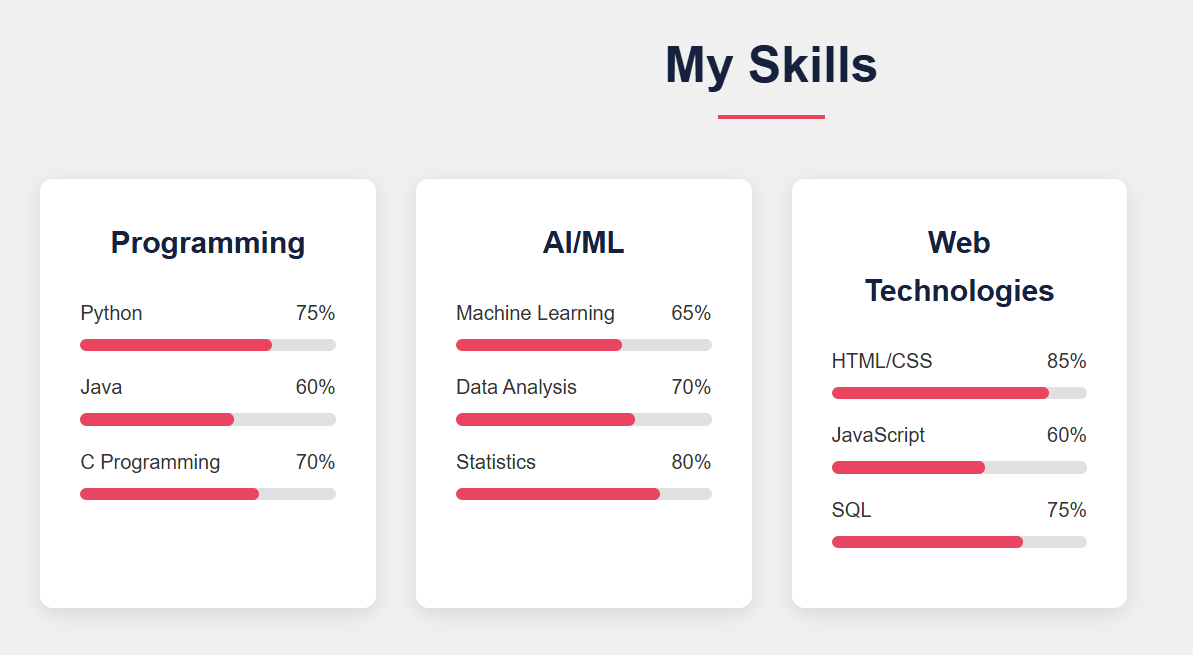 My Skills
Programming
Python 75%
Java 60%
C Programming 70%
AI/ML
Machine Learning 65%
Data Analysis 70%
Statistics 80%
Web
Technologies
HTML/CSS 85%
JavaScript 60%
SQL 75%